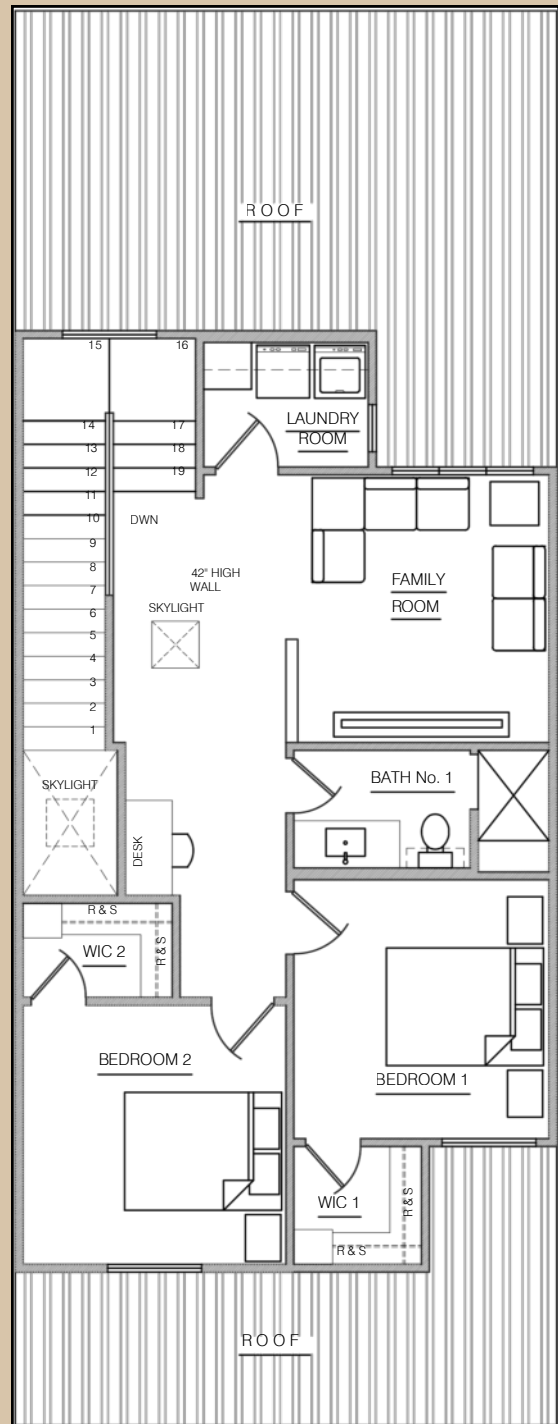 ROOF
15
16
LAUNDRY
ROOM
14
17
13
18
12
19
11
10
DWN
9
8
42" HIGH
WALL
FAMILY
ROOM
7
SKYLIGHT
6
5
4
3
2
1
SKYLIGHT
BATH No. 1
DESK
R & S
WIC 2
R & S
BEDROOM 2
BEDROOM 1
WIC 1
R & S
R & S
ROOF